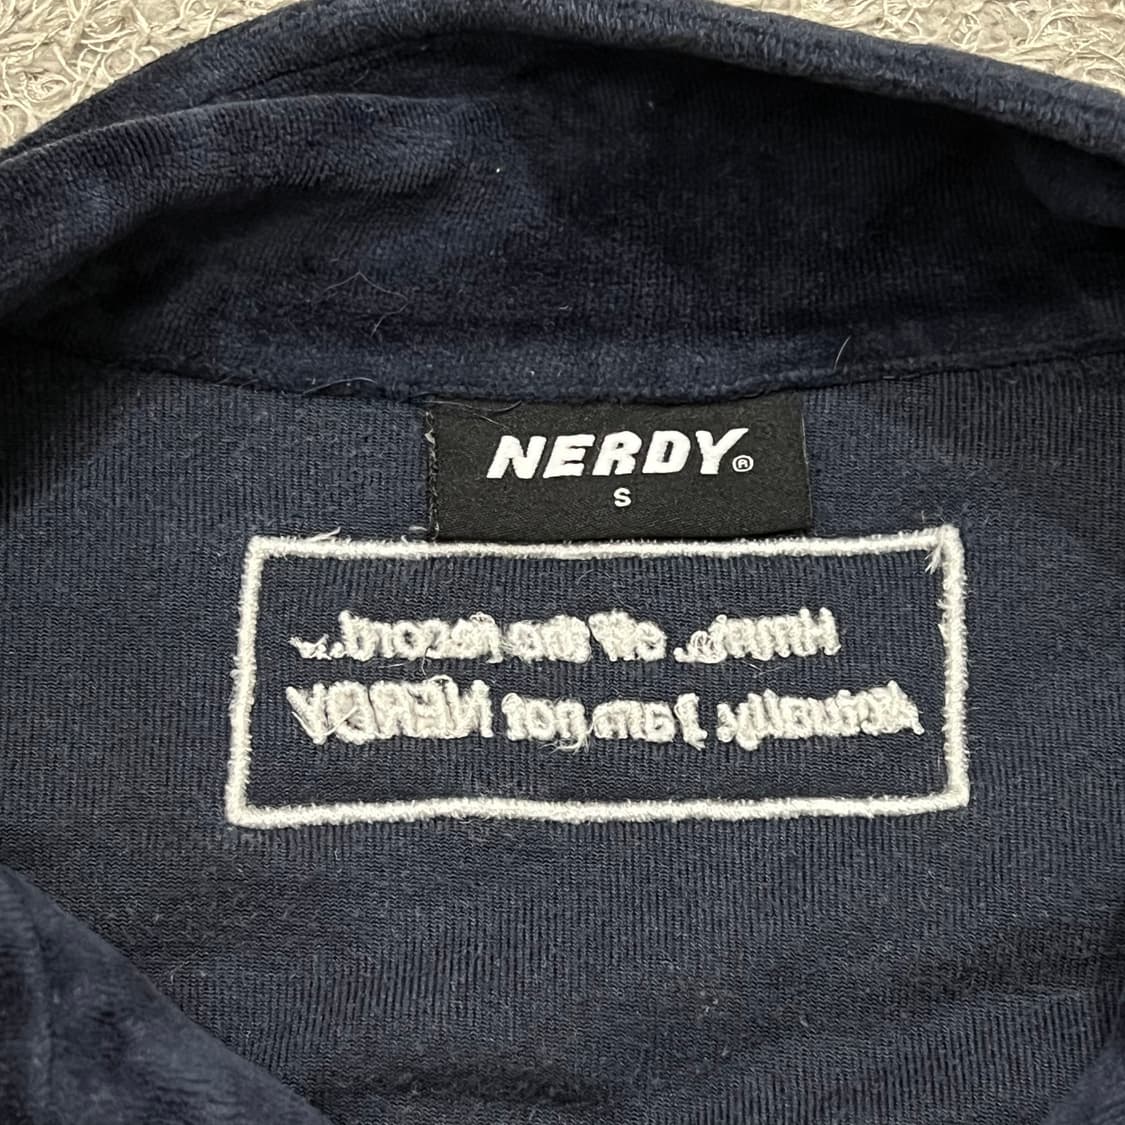 NERDY®
S
Hmm, off the record...
Actually, I am not NERDY